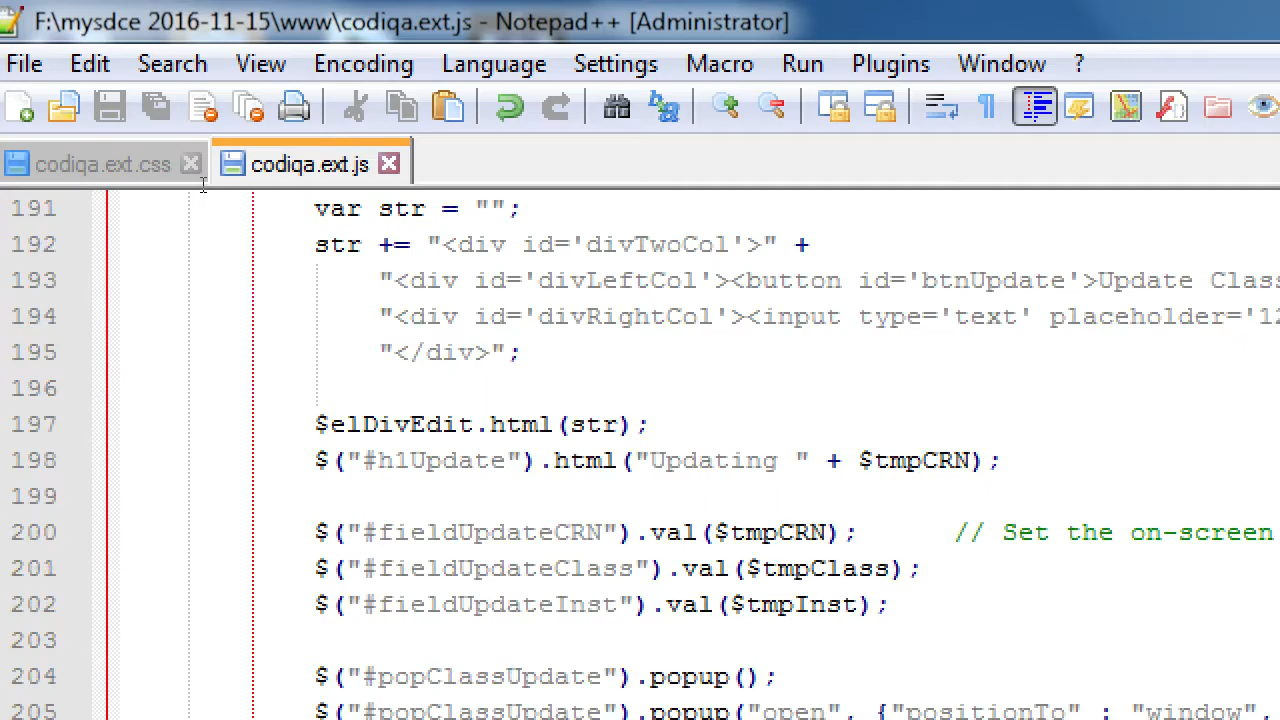 F:\mysdce 2016-11-15\www\codiqa.ext.js - Notepad++ [Administrator]
File Edit Search View Encoding Language Settings Macro Run Plugins Window ?
codiqa.ext.css codiqa.ext.js
191 var str = "";
192 str += "<div id='divTwoCol'>" +
193 "<div id='divLeftCol'><button id='btnUpdate'>Update Clas
194 "<div id='divRightCol'><input type='text' placeholder='12
195 "</div>";
196
197 $elDivEdit.html(str);
198 $("#h1Update").html("Updating " + $tmpCRN);
199
200 $("#fieldUpdateCRN").val($tmpCRN); // Set the on-screen
201 $("#fieldUpdateClass").val($tmpClass);
202 $("#fieldUpdateInst").val($tmpInst);
203
204 $("#popClassUpdate").popup();
205 $("#popClassUpdate").popup("open", {"positionTo" : "window",